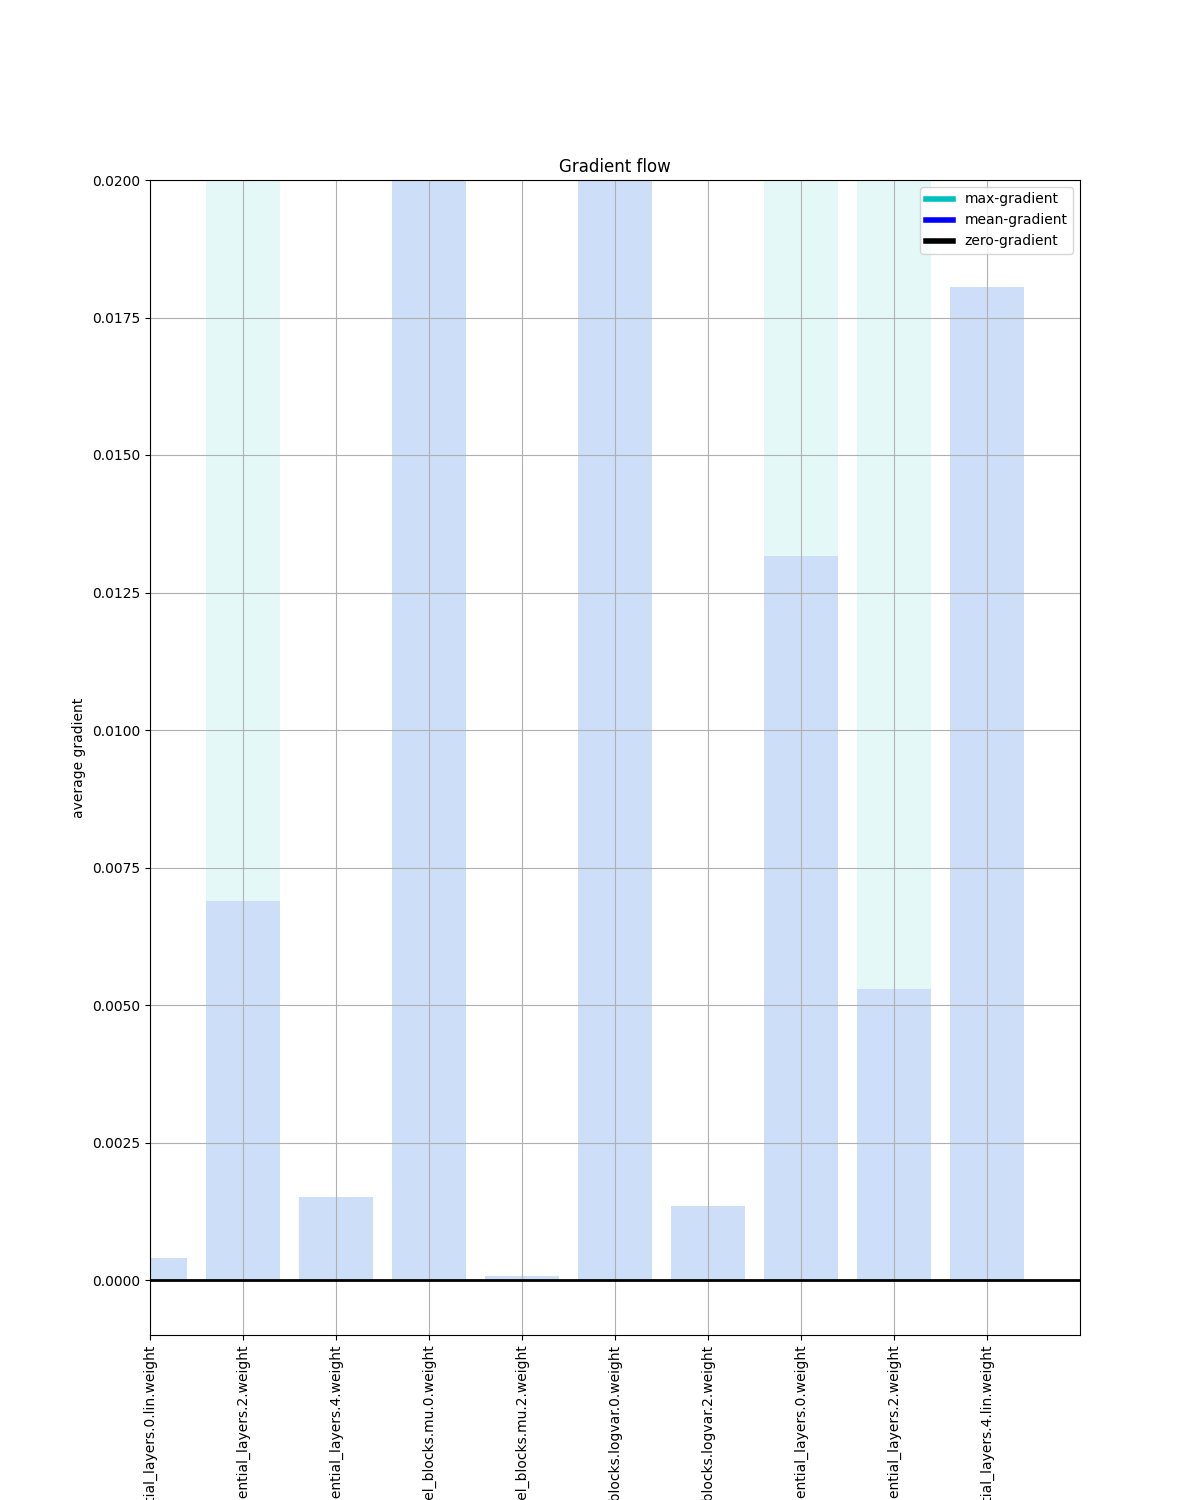 Gradient flow
max-gradient
mean-gradient
zero-gradient
average gradient
0.0200
0.0175
0.0150
0.0125
0.0100
0.0075
0.0050
0.0025
0.0000
tial_layers.0.lin.weight
ential_layers.2.weight
ential_layers.4.weight
el_blocks.mu.0.weight
el_blocks.mu.2.weight
blocks.logvar.0.weight
blocks.logvar.2.weight
ential_layers.0.weight
ential_layers.2.weight
tial_layers.4.lin.weight